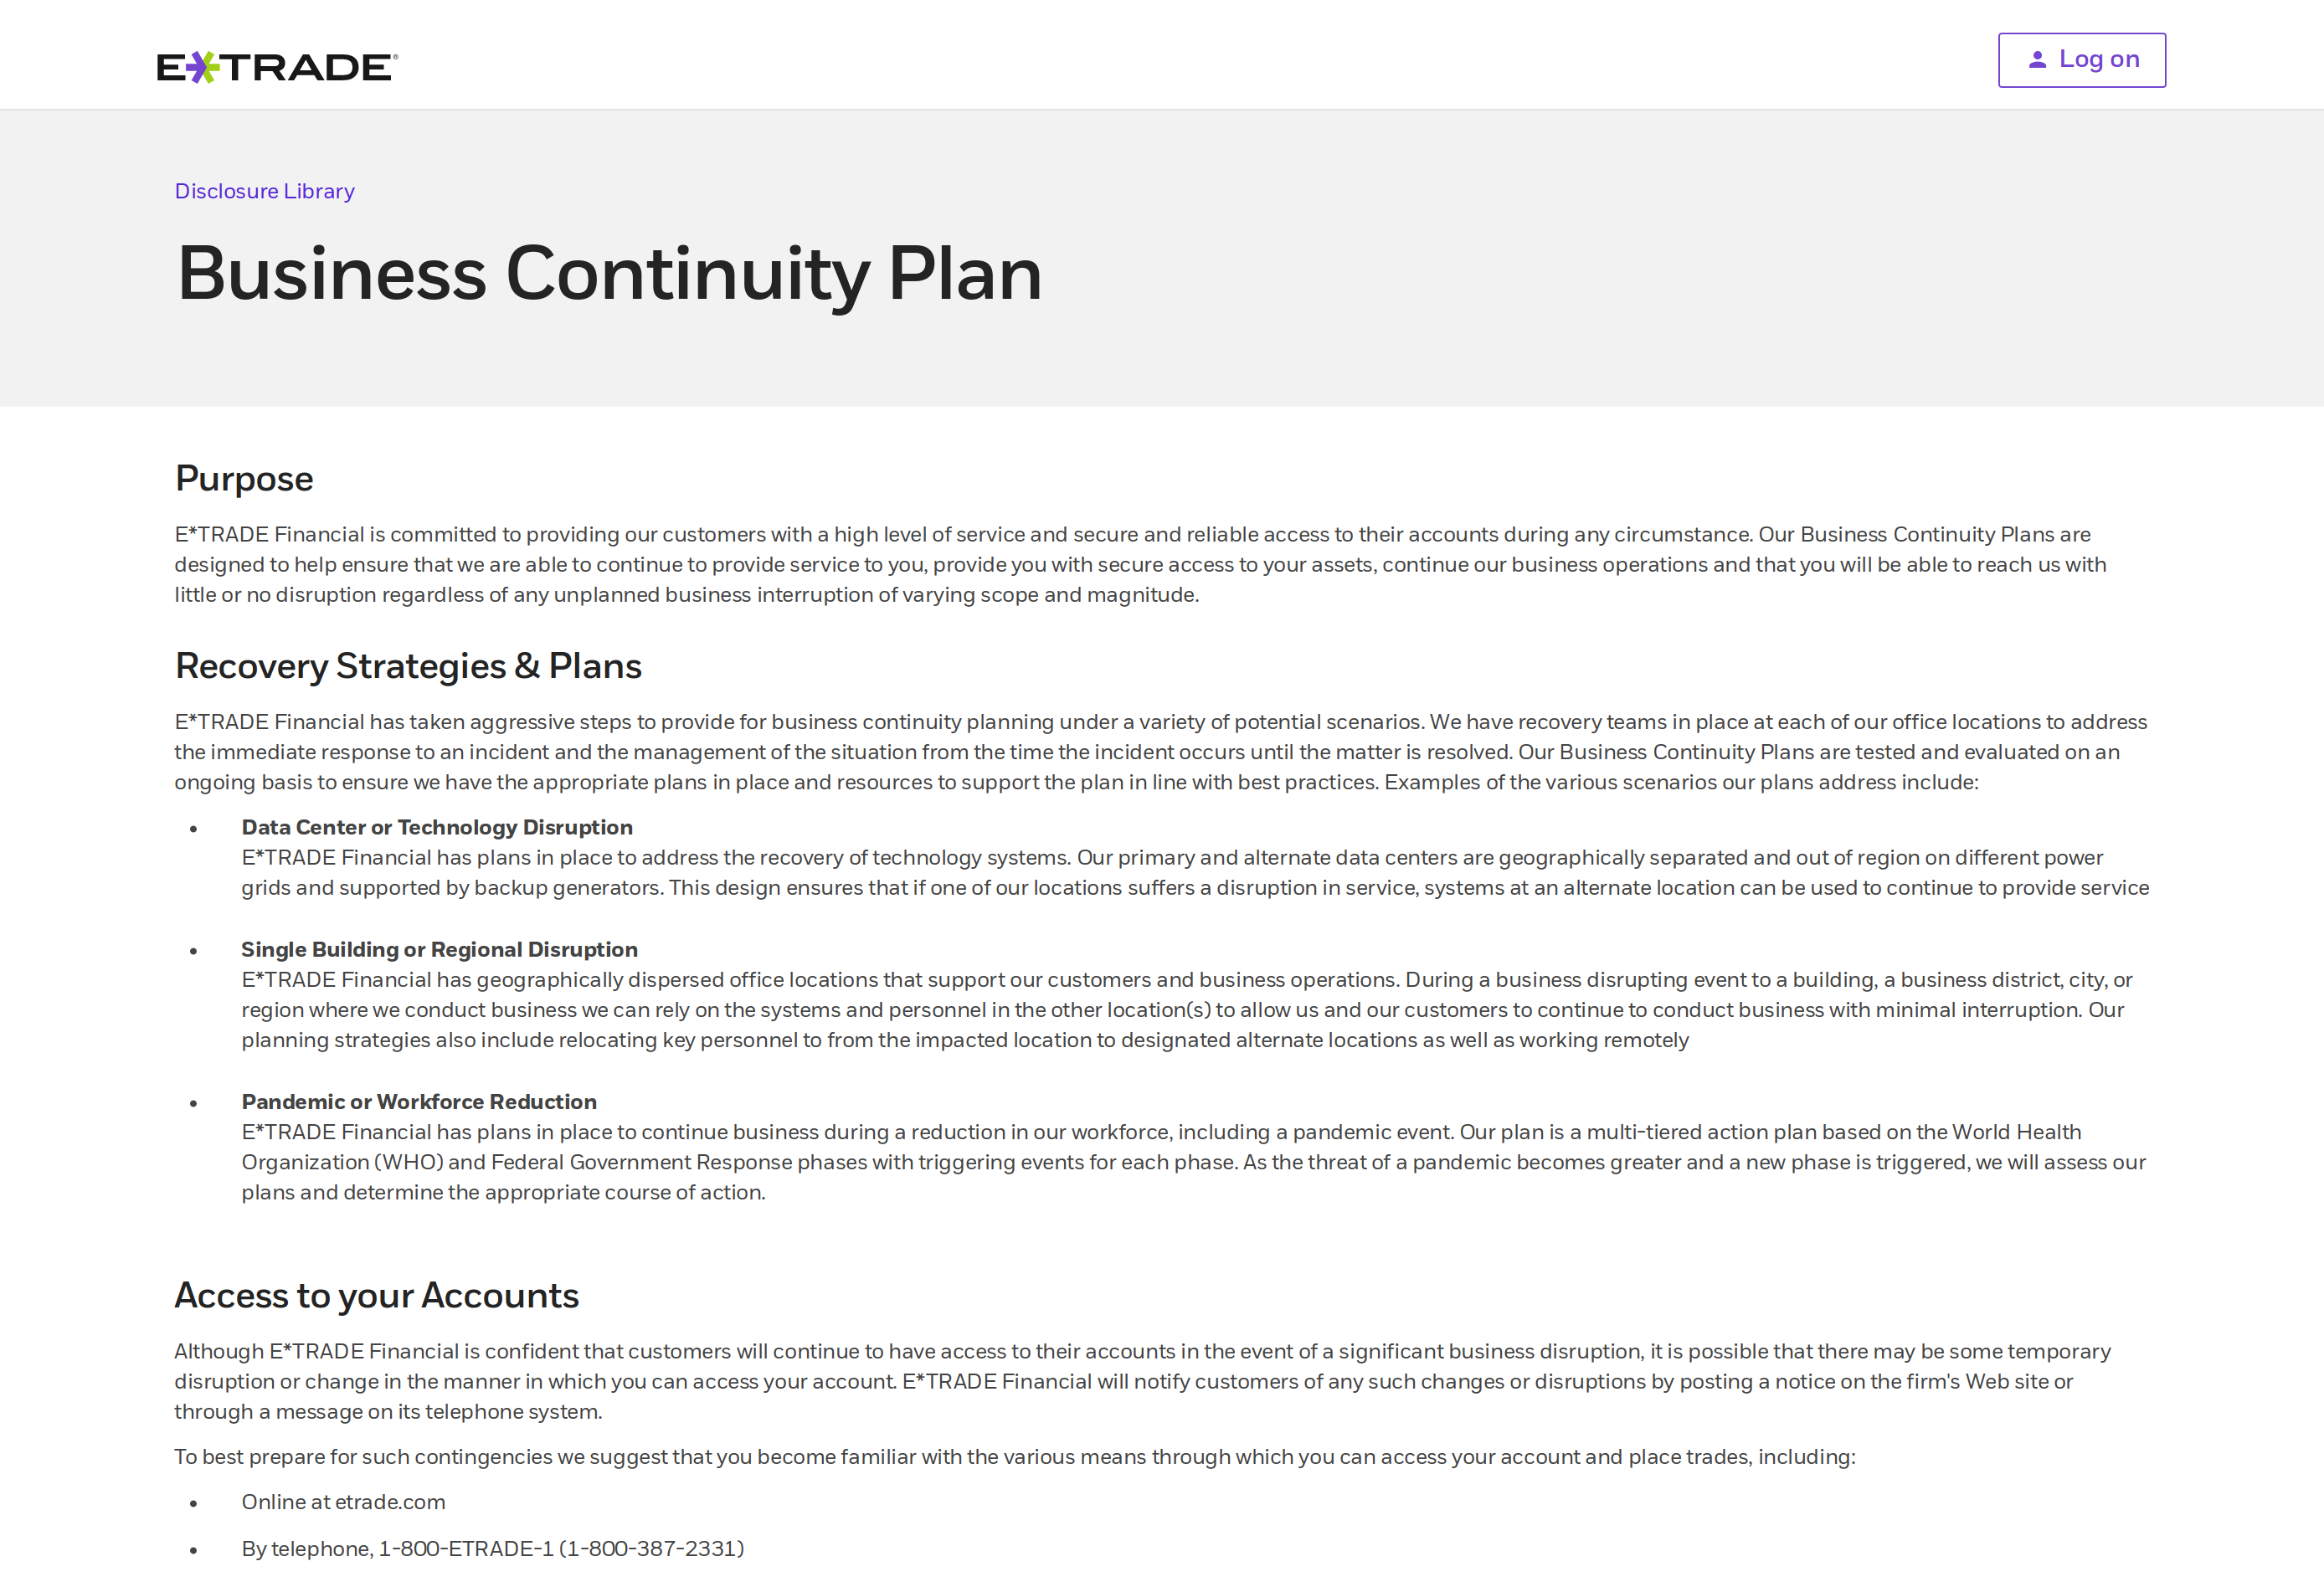 E*TRADE®
Log on
Disclosure Library
Business Continuity Plan
Purpose
E*TRADE Financial is committed to providing our customers with a high level of service and secure and reliable access to their accounts during any circumstance. Our Business Continuity Plans are
designed to help ensure that we are able to continue to provide service to you, provide you with secure access to your assets, continue our business operations and that you will be able to reach us with
little or no disruption regardless of any unplanned business interruption of varying scope and magnitude.
Recovery Strategies & Plans
E*TRADE Financial has taken aggressive steps to provide for business continuity planning under a variety of potential scenarios. We have recovery teams in place at each of our office locations to address
the immediate response to an incident and the management of the situation from the time the incident occurs until the matter is resolved. Our Business Continuity Plans are tested and evaluated on an
ongoing basis to ensure we have the appropriate plans in place and resources to support the plan in line with best practices. Examples of the various scenarios our plans address include:
• Data Center or Technology Disruption
E*TRADE Financial has plans in place to address the recovery of technology systems. Our primary and alternate data centers are geographically separated and out of region on different power
grids and supported by backup generators. This design ensures that if one of our locations suffers a disruption in service, systems at an alternate location can be used to continue to provide service
• Single Building or Regional Disruption
E*TRADE Financial has geographically dispersed office locations that support our customers and business operations. During a business disrupting event to a building, a business district, city, or
region where we conduct business we can rely on the systems and personnel in the other location(s) to allow us and our customers to continue to conduct business with minimal interruption. Our
planning strategies also include relocating key personnel to from the impacted location to designated alternate locations as well as working remotely
• Pandemic or Workforce Reduction
E*TRADE Financial has plans in place to continue business during a reduction in our workforce, including a pandemic event. Our plan is a multi-tiered action plan based on the World Health
Organization (WHO) and Federal Government Response phases with triggering events for each phase. As the threat of a pandemic becomes greater and a new phase is triggered, we will assess our
plans and determine the appropriate course of action.
Access to your Accounts
Although E*TRADE Financial is confident that customers will continue to have access to their accounts in the event of a significant business disruption, it is possible that there may be some temporary
disruption or change in the manner in which you can access your account. E*TRADE Financial will notify customers of any such changes or disruptions by posting a notice on the firm's Web site or
through a message on its telephone system.
To best prepare for such contingencies we suggest that you become familiar with the various means through which you can access your account and place trades, including:
• Online at etrade.com
• By telephone, 1-800-ETRADE-1 (1-800-387-2331)